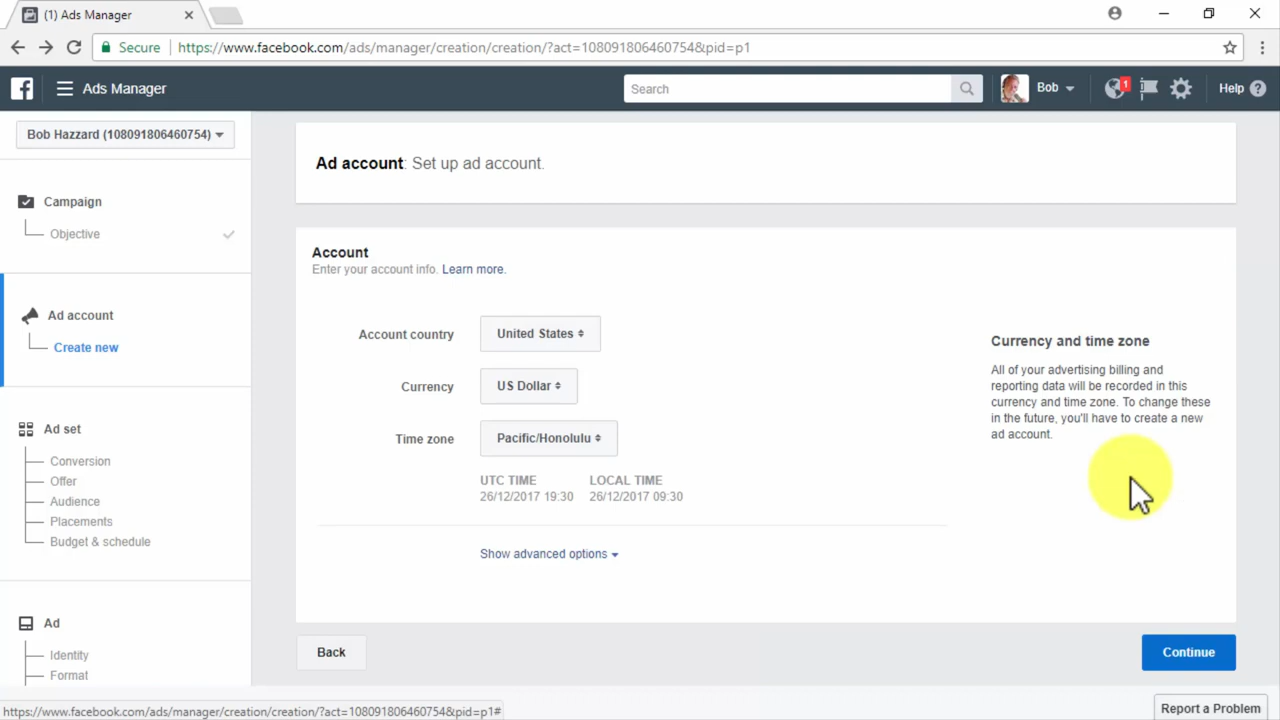 (1) Ads Manager
Secure
https://www.facebook.com/ads/manager/creation/creation/?act=108091806460754&pid=p1
Ads Manager
Search
Bob
1
Help
Bob Hazzard (108091806460754)
Campaign
Objective
Ad account
Create new
Ad set
Conversion
Offer
Audience
Placements
Budget & schedule
Ad
Identity
Format
Ad account: Set up ad account.
Account
Enter your account info. Learn more.
Account country United States
Currency US Dollar
Time zone Pacific/Honolulu
UTC TIME LOCAL TIME
26/12/2017 19:30 26/12/2017 09:30
Show advanced options
Currency and time zone
All of your advertising billing and
reporting data will be recorded in this
currency and time zone. To change these
in the future, you'll have to create a new
ad account.
Back
Continue
https://www.facebook.com/ads/manager/creation/creation/?act=108091806460754&pid=p1#
Report a Problem